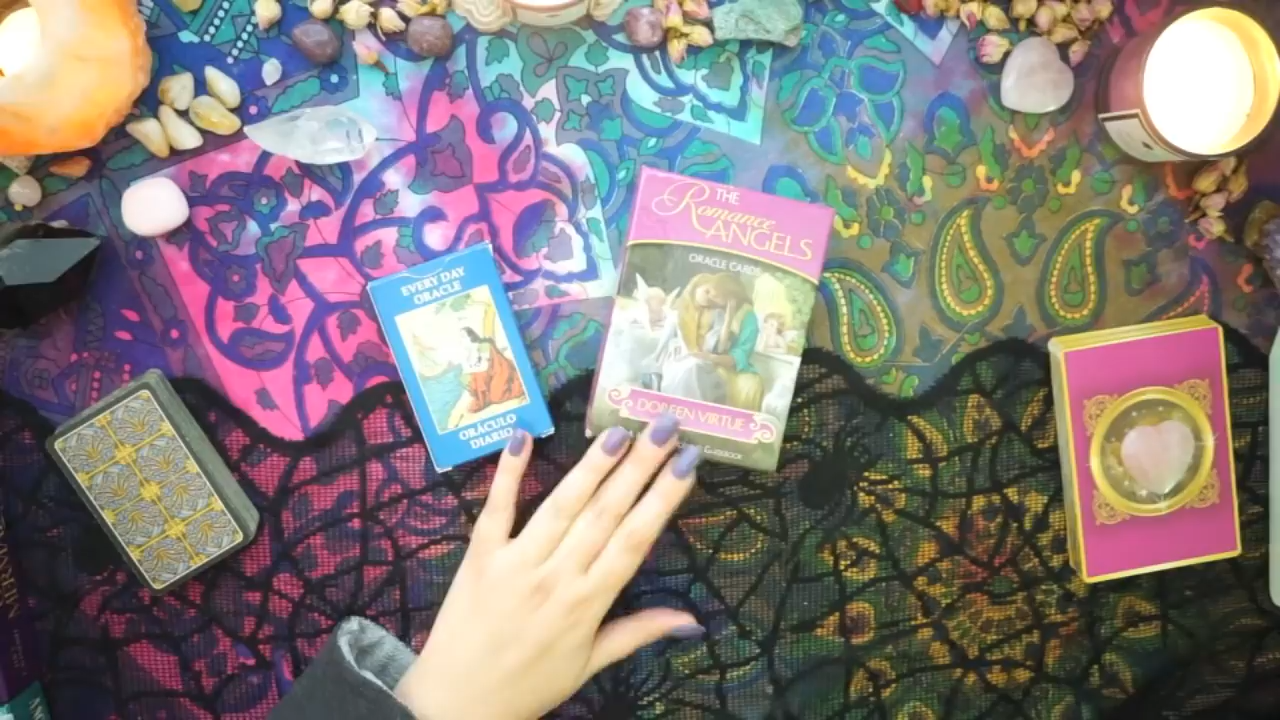 EVERY DAY
ORACLE
ORÁCULO
DIARIO
THE
Romance
ANGELS
ORACLE CARDS
DOREEN VIRTUE
GUIDEBOOK